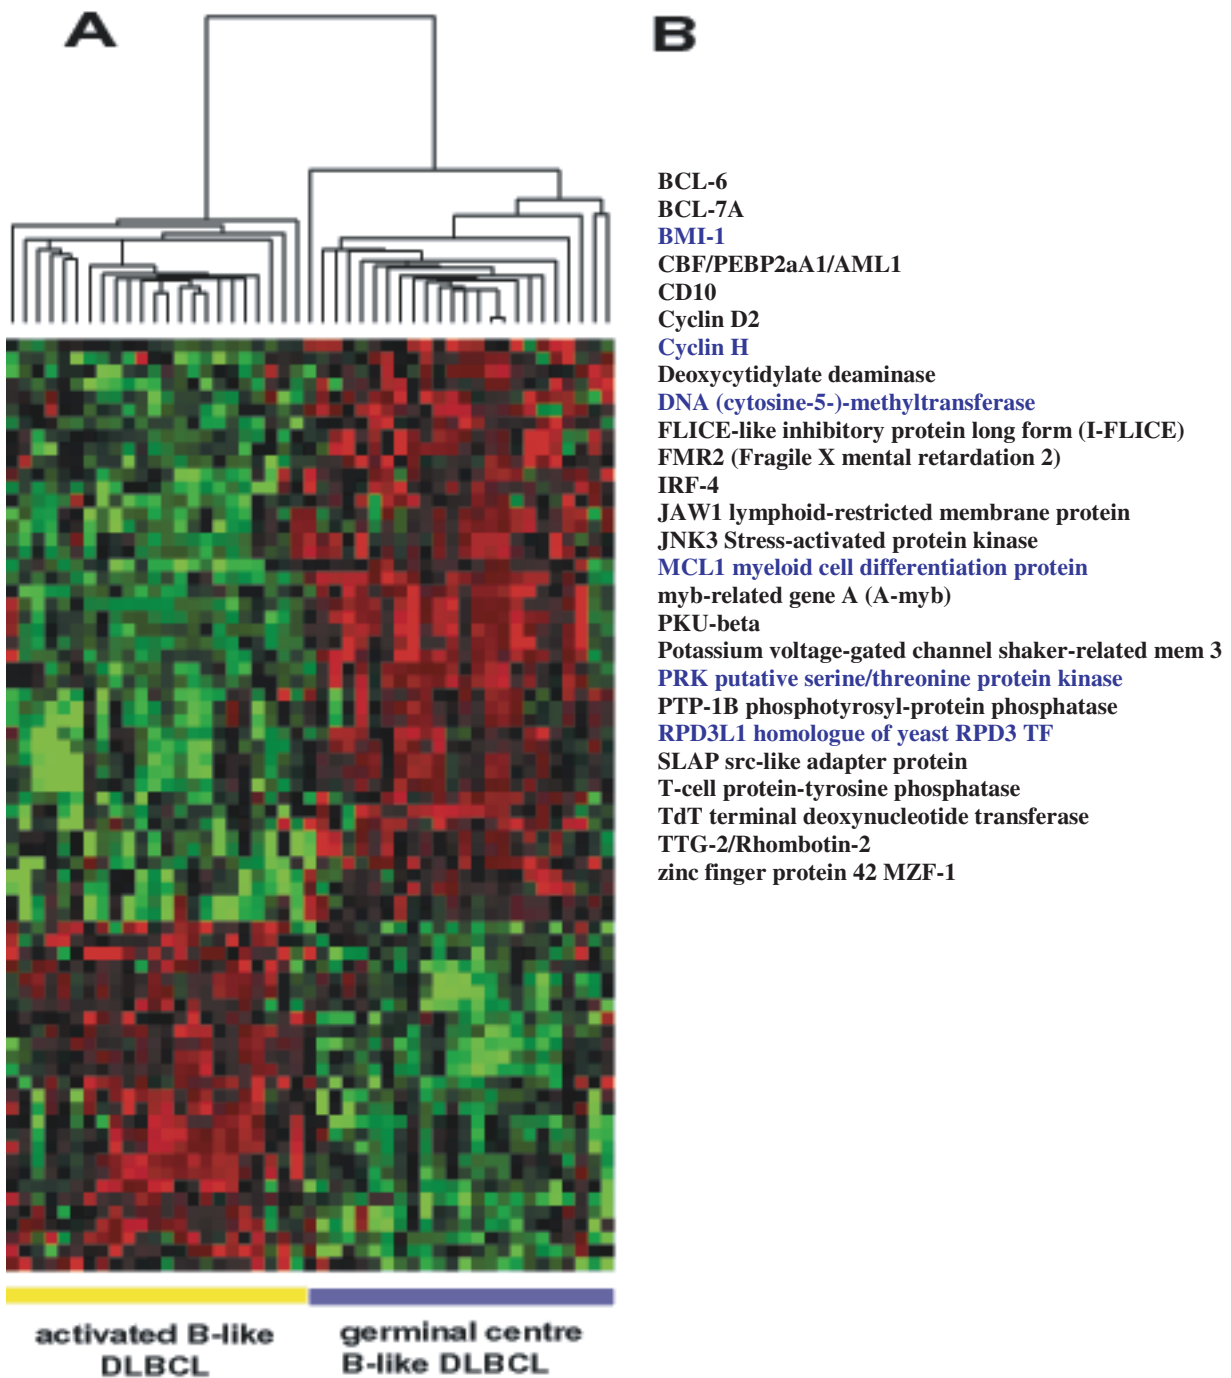 A
B
BCL-6
BCL-7A
BMI-1
CBF/PEBP2aA1/AML1
CD10
Cyclin D2
Cyclin H
Deoxycytidylate deaminase
DNA (cytosine-5-)-methyltransferase
FLICE-like inhibitory protein long form (I-FLICE)
FMR2 (Fragile X mental retardation 2)
IRF-4
JAW1 lymphoid-restricted membrane protein
JNK3 Stress-activated protein kinase
MCL1 myeloid cell differentiation protein
myb-related gene A (A-myb)
PKU-beta
Potassium voltage-gated channel shaker-related mem 3
PRK putative serine/threonine protein kinase
PTP-1B phosphotyrosyl-protein phosphatase
RPD3L1 homologue of yeast RPD3 TF
SLAP src-like adapter protein
T-cell protein-tyrosine phosphatase
TdT terminal deoxynucleotide transferase
TTG-2/Rhombotin-2
zinc finger protein 42 MZF-1
activated B-like
DLBCL
germinal centre
B-like DLBCL